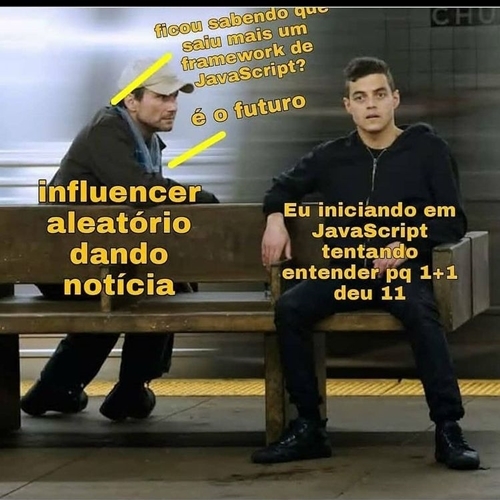 CHU
ficou sabendo que
saiu mais um
framework de
JavaScript?
é o futuro
influencer
aleatório
dando
notícia
Eu iniciando em
JavaScript
tentando
entender pq 1+1
deu 11